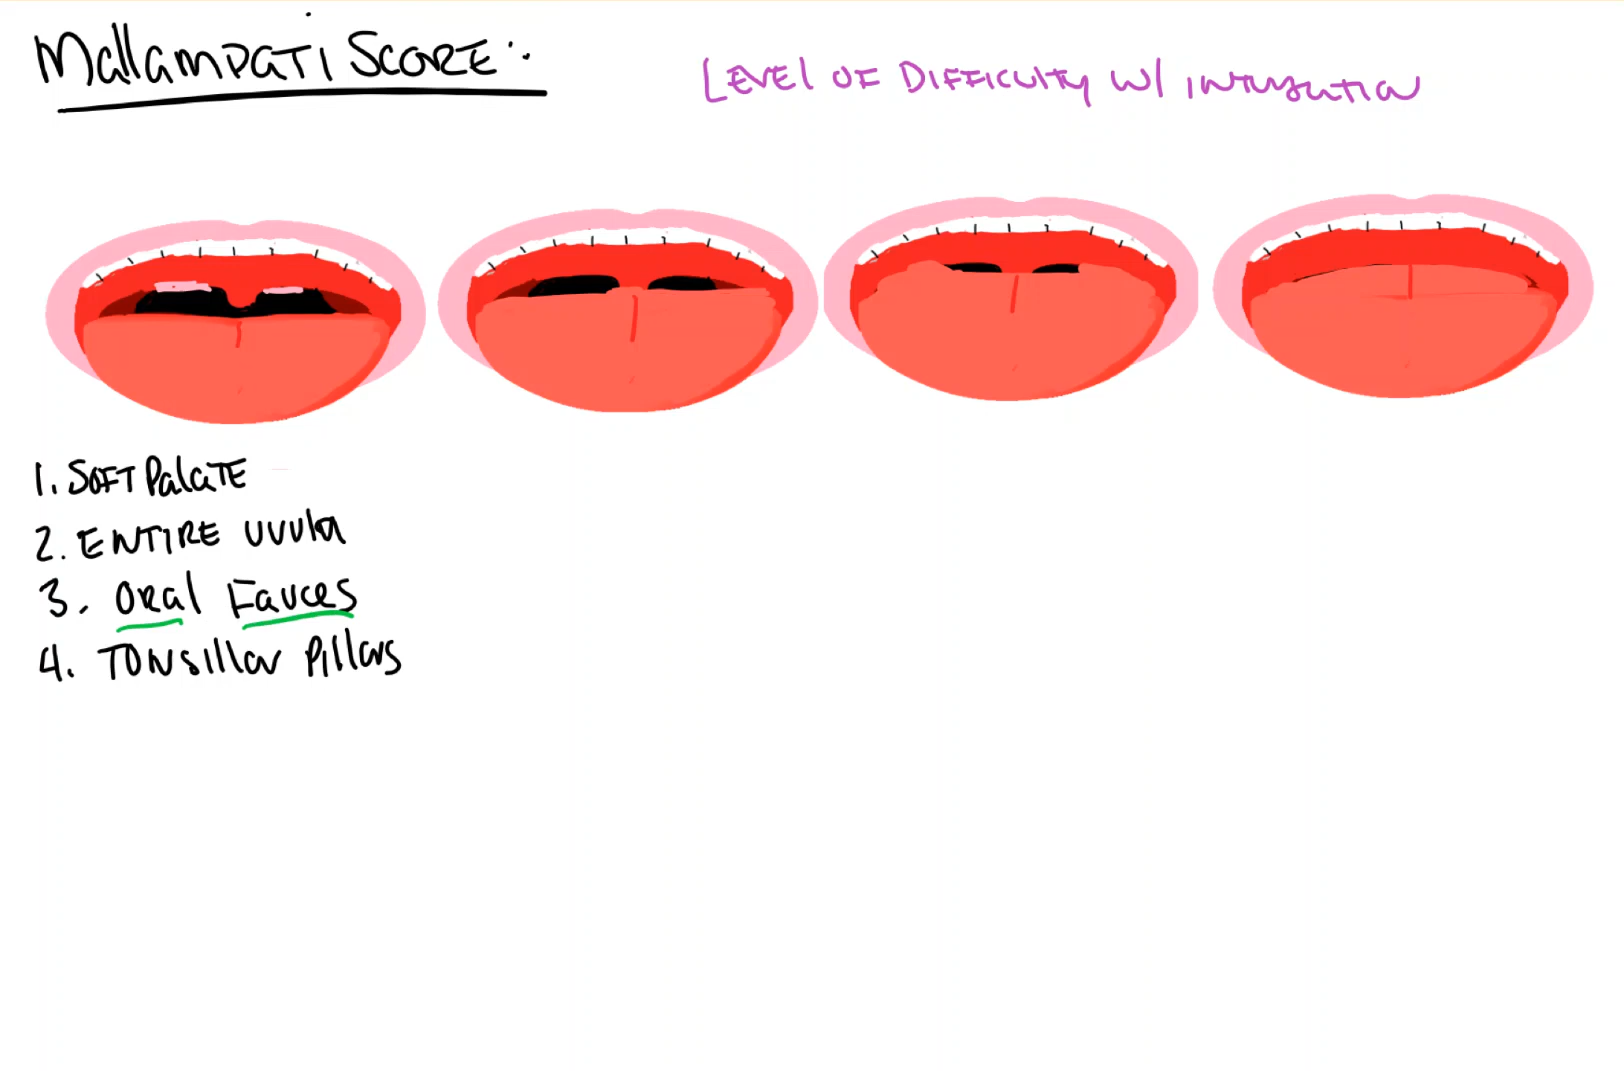 Mallampati Score:
Level of Difficulty w/ intubation
1. Soft Palate
2. Entire uvula
3. Oral Fauces
4. Tonsillar Pillars